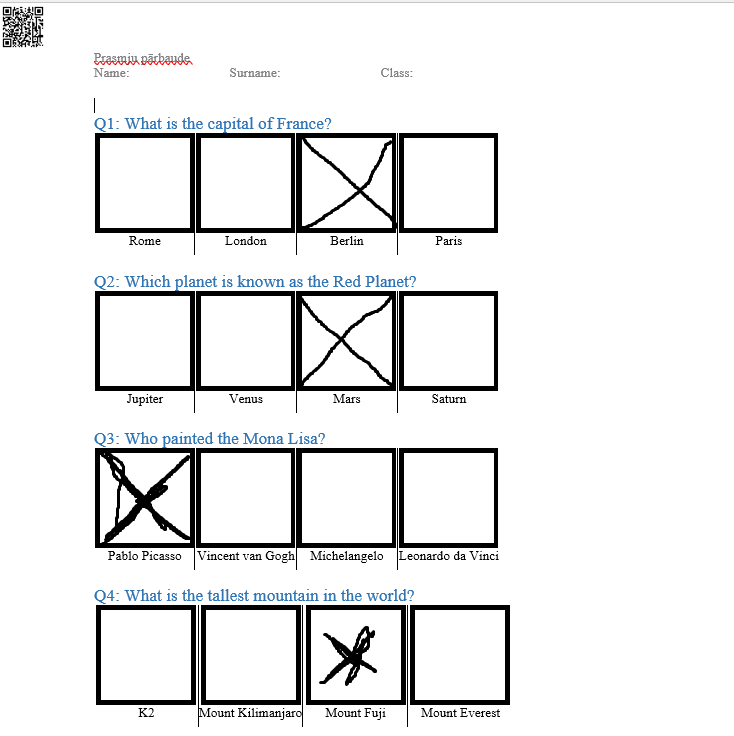 Prasmju pārbaude
Name: Surname: Class:
Q1: What is the capital of France?
Rome London Berlin Paris
Q2: Which planet is known as the Red Planet?
Jupiter Venus Mars Saturn
Q3: Who painted the Mona Lisa?
Pablo Picasso Vincent van Gogh Michelangelo Leonardo da Vinci
Q4: What is the tallest mountain in the world?
K2 Mount Kilimanjaro Mount Fuji Mount Everest